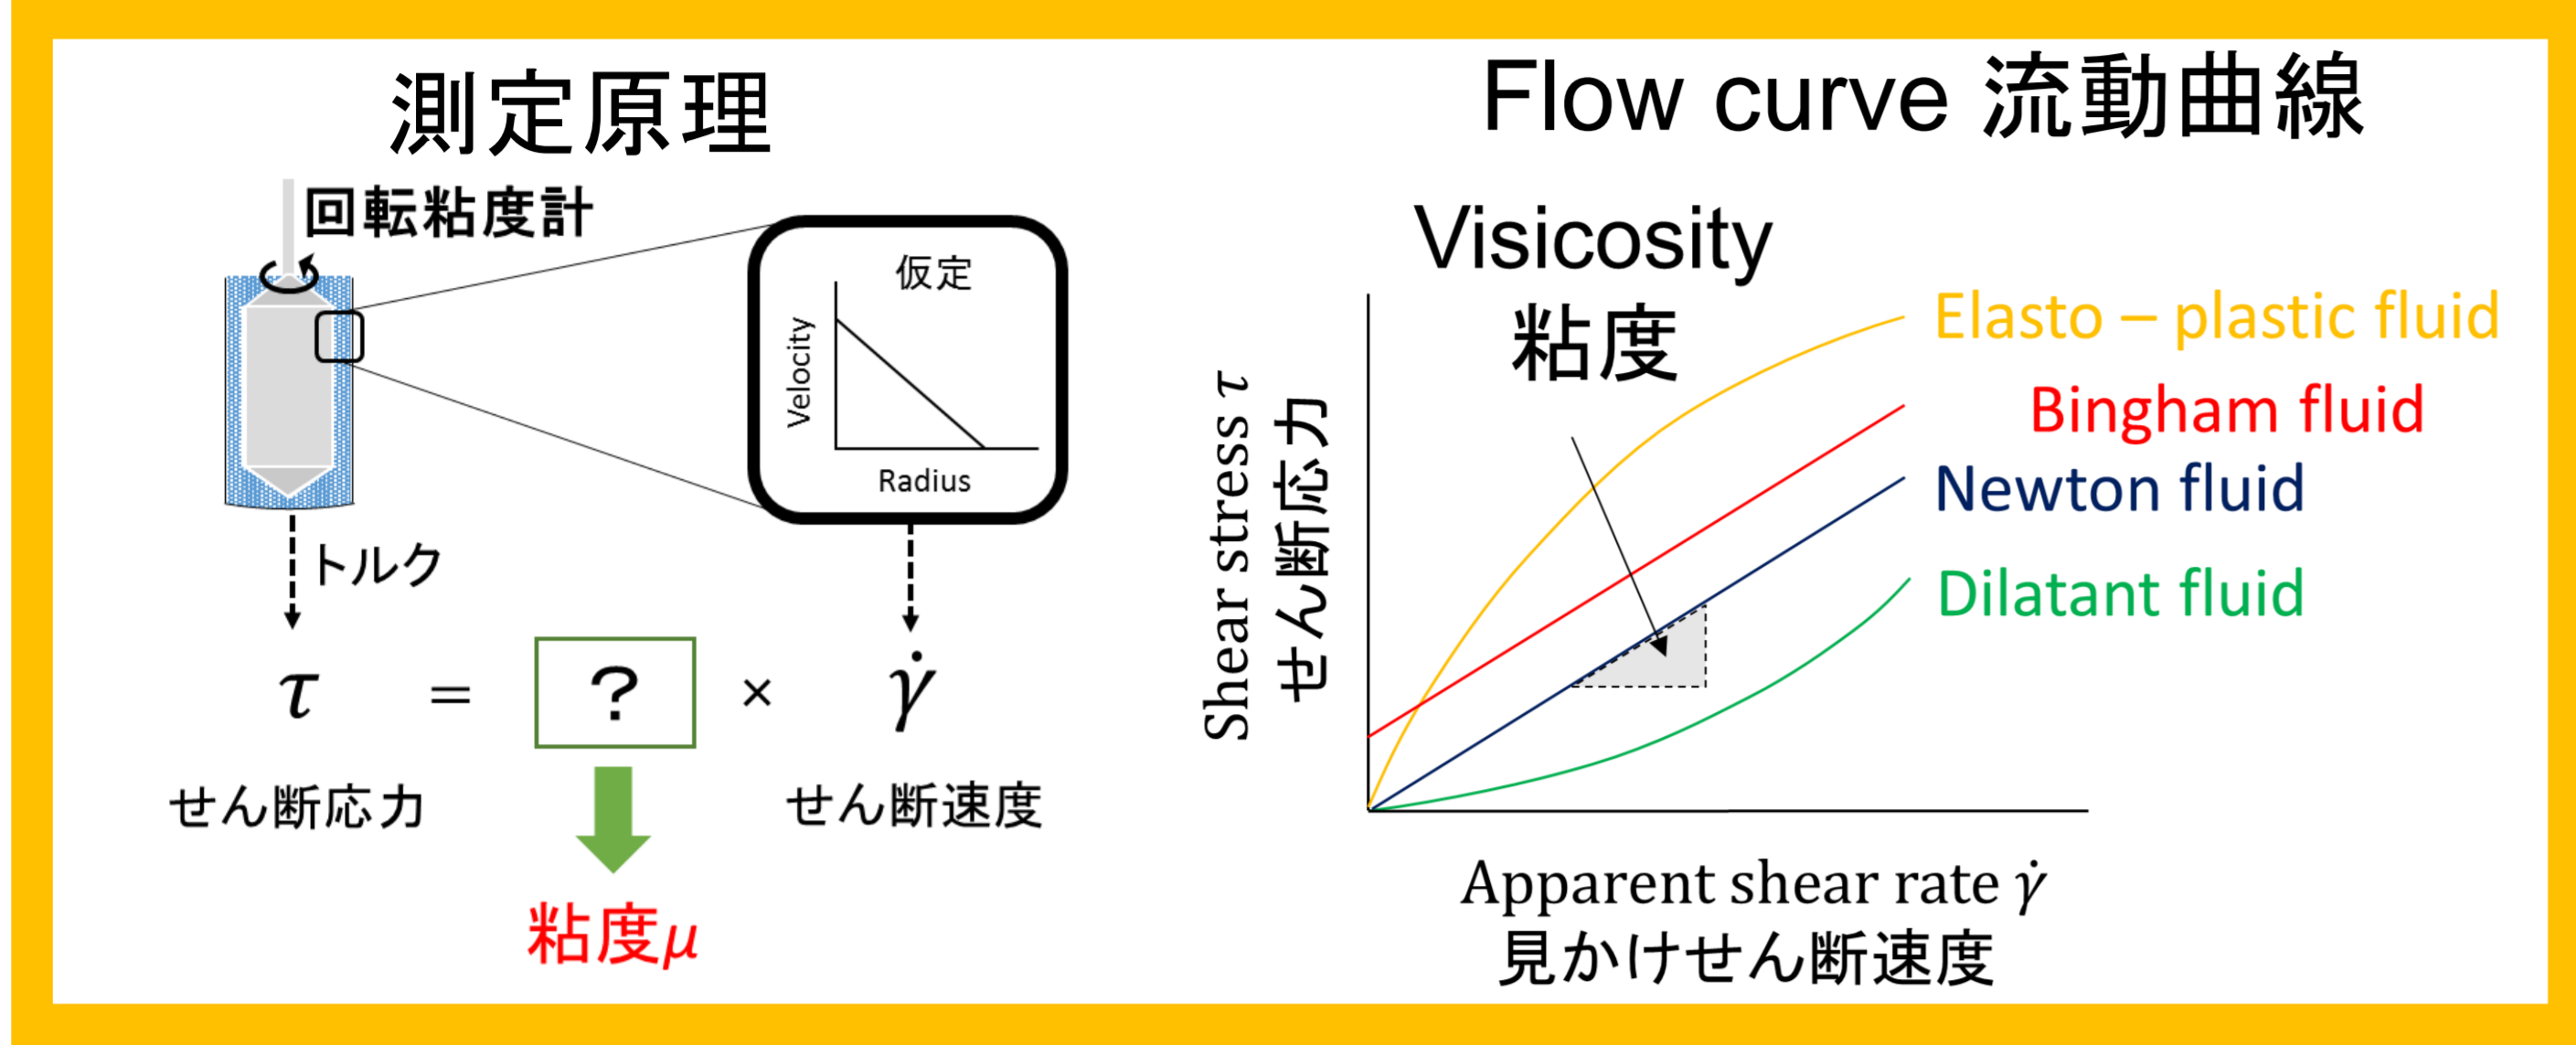 測定原理
回転粘度計
仮定
Velocity
Radius
トルク
τ = ? × γ̇
せん断応力
せん断速度
粘度μ
Flow curve 流動曲線
Visicosity
粘度
Shear stress τ
せん断応力
Elasto – plastic fluid
Bingham fluid
Newton fluid
Dilatant fluid
Apparent shear rate γ̇
見かけせん断速度